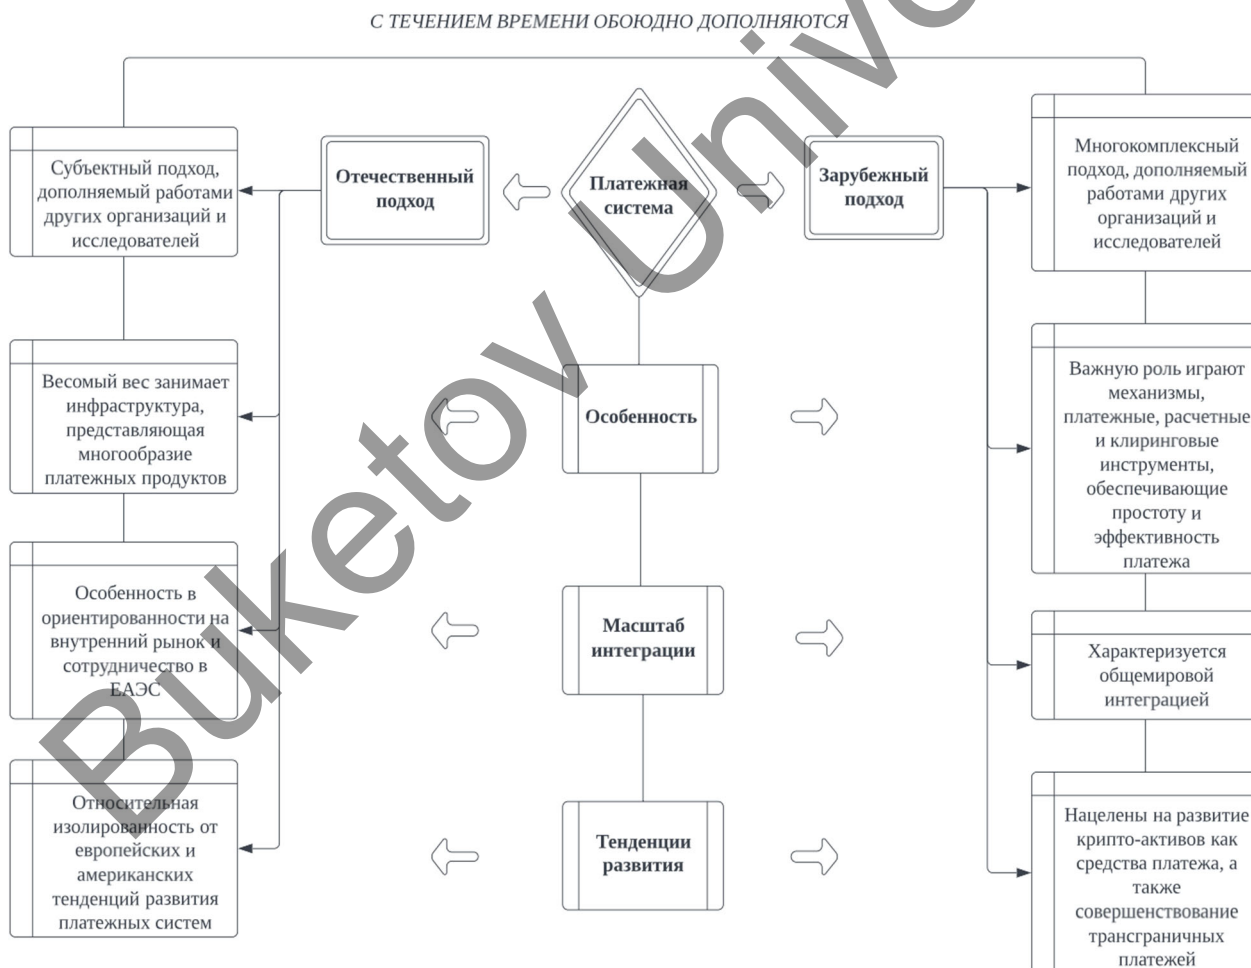 С ТЕЧЕНИЕМ ВРЕМЕНИ ОБОЮДНО ДОПОЛНЯЮТСЯ
Субъектный подход,
дополняемый работами
других организаций и
исследователей
Отечественный
подход
Платежная
система
Зарубежный
подход
Многокомплексный
подход, дополняемый
работами других
организаций и
исследователей
Весомый вес занимает
инфраструктура,
представляющая
многообразие
платежных продуктов
Особенность
Важную роль играют
механизмы,
платежные, расчетные
и клиринговые
инструменты,
обеспечивающие
простоту и
эффективность
платежа
Особенность в
ориентированности на
внутренний рынок и
сотрудничество в
ЕАЭС
Масштаб
интеграции
Характеризуется
общемировой
интеграцией
Относительная
изолированность от
европейских и
американских
тенденций развития
платежных систем
Тенденции
развития
Нацелены на развитие
крипто-активов как
средства платежа, а
также
совершенствование
трансграничных
платежей
Buketov Unive